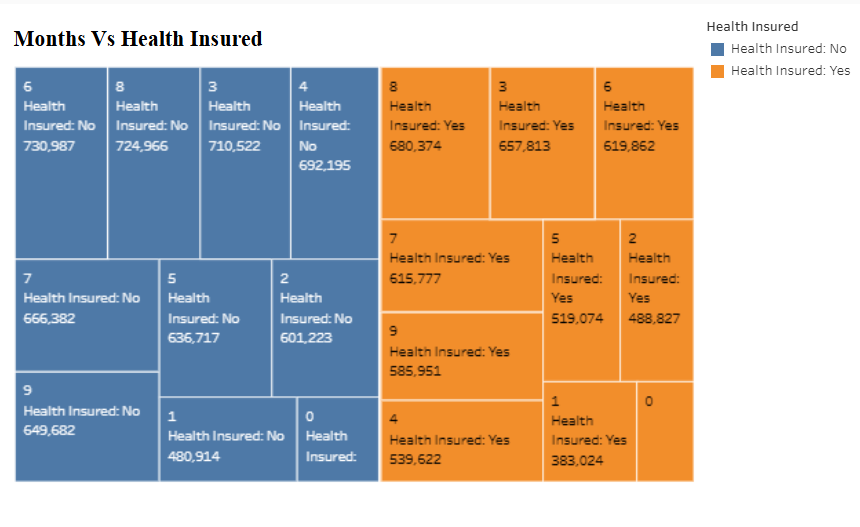 Months Vs Health Insured
Health Insured
Health Insured: No
Health Insured: Yes
6
Health
Insured: No
730,987
8
Health
Insured: No
724,966
3
Health
Insured: No
710,522
4
Health
Insured:
No
692,195
7
Health Insured: No
666,382
5
Health
Insured: No
636,717
2
Health
Insured: No
601,223
9
Health Insured: No
649,682
1
Health Insured: No
480,914
0
Health
Insured:
8
Health
Insured: Yes
680,374
3
Health
Insured: Yes
657,813
6
Health
Insured: Yes
619,862
7
Health Insured: Yes
615,777
5
Health
Insured:
Yes
519,074
2
Health
Insured:
Yes
488,827
9
Health Insured: Yes
585,951
4
Health Insured: Yes
539,622
1
Health
Insured: Yes
383,024
0